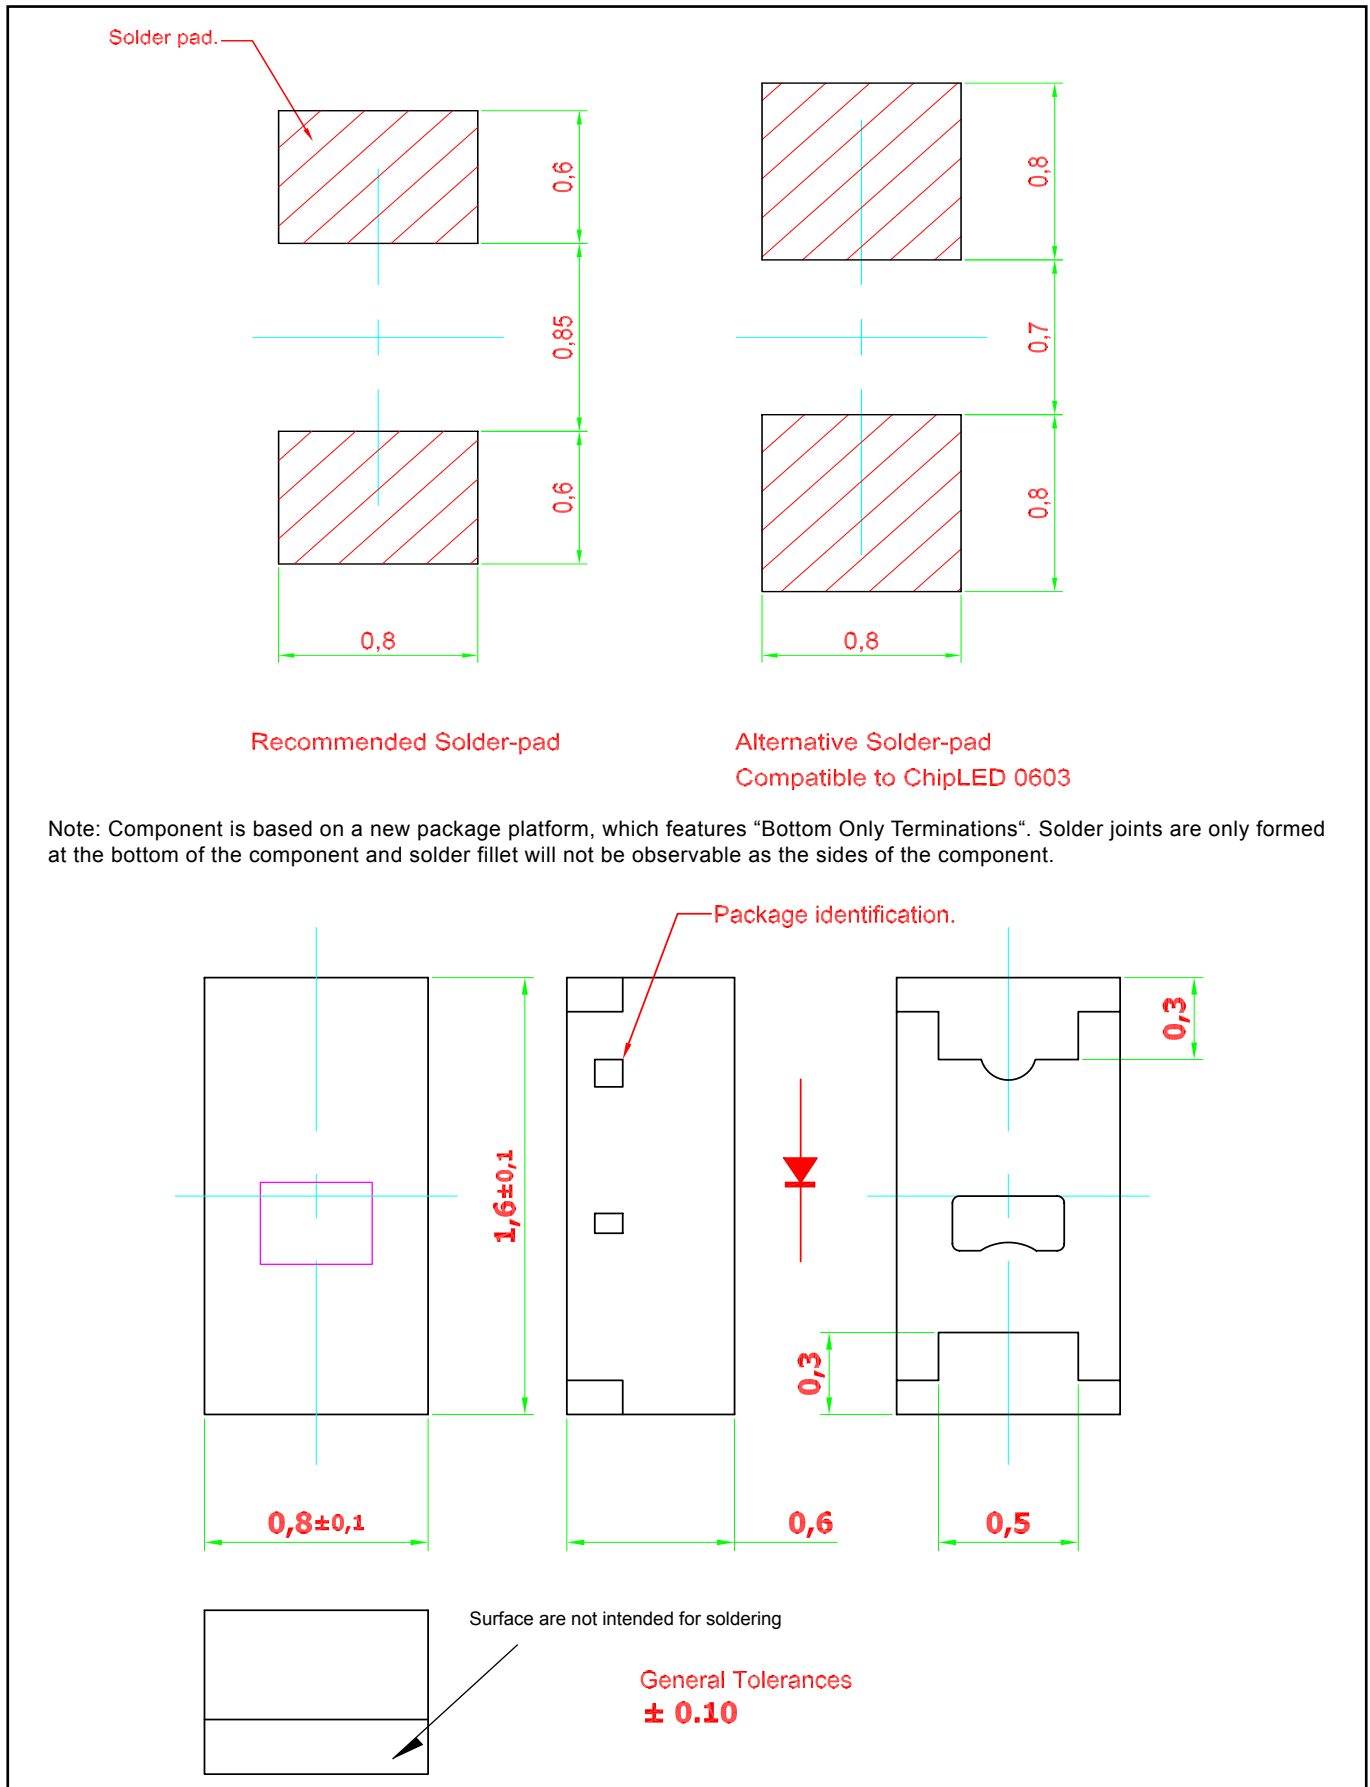 Solder pad.
0,6
0,85
0,6
0,8
0,8
0,7
0,8
0,8
Recommended Solder-pad
Alternative Solder-pad
Compatible to ChipLED 0603
Note: Component is based on a new package platform, which features “Bottom Only Terminations“. Solder joints are only formed
at the bottom of the component and solder fillet will not be observable as the sides of the component.
Package identification.
1,6±0,1
0,3
0,3
0,8±0,1
0,6
0,5
Surface are not intended for soldering
General Tolerances
± 0.10